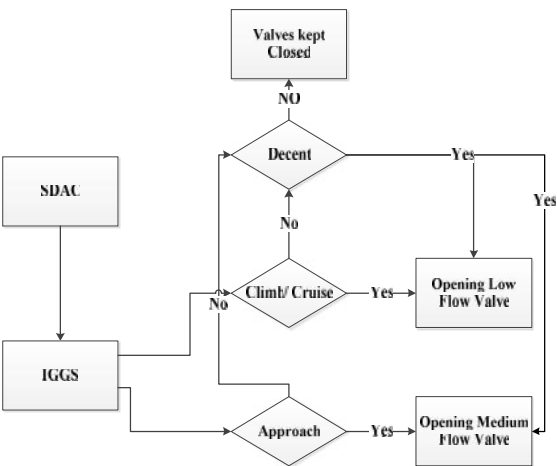 Valves kept
Closed
NO
Decent
Yes
Yes
SDAC
No
Climb/ Cruise
Yes
Opening Low
Flow Valve
No
IGGS
Approach
Yes
Opening Medium
Flow Valve